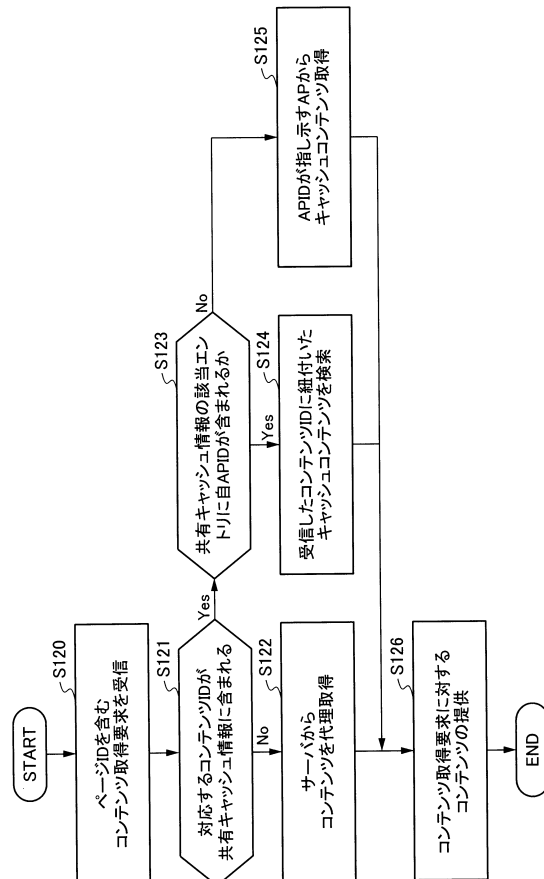 START
S120
ページIDを含む
コンテンツ取得要求を受信
S121
対応するコンテンツIDが
共有キャッシュ情報に含まれる
Yes
No
S122
サーバから
コンテンツを代理取得
S123
共有キャッシュ情報の該当エン
トリに自APIDが含まれるか
No
Yes
S124
受信したコンテンツIDに紐付いた
キャッシュコンテンツを検索
S125
APIDが指し示すAPから
キャッシュコンテンツ取得
S126
コンテンツ取得要求に対する
コンテンツの提供
END